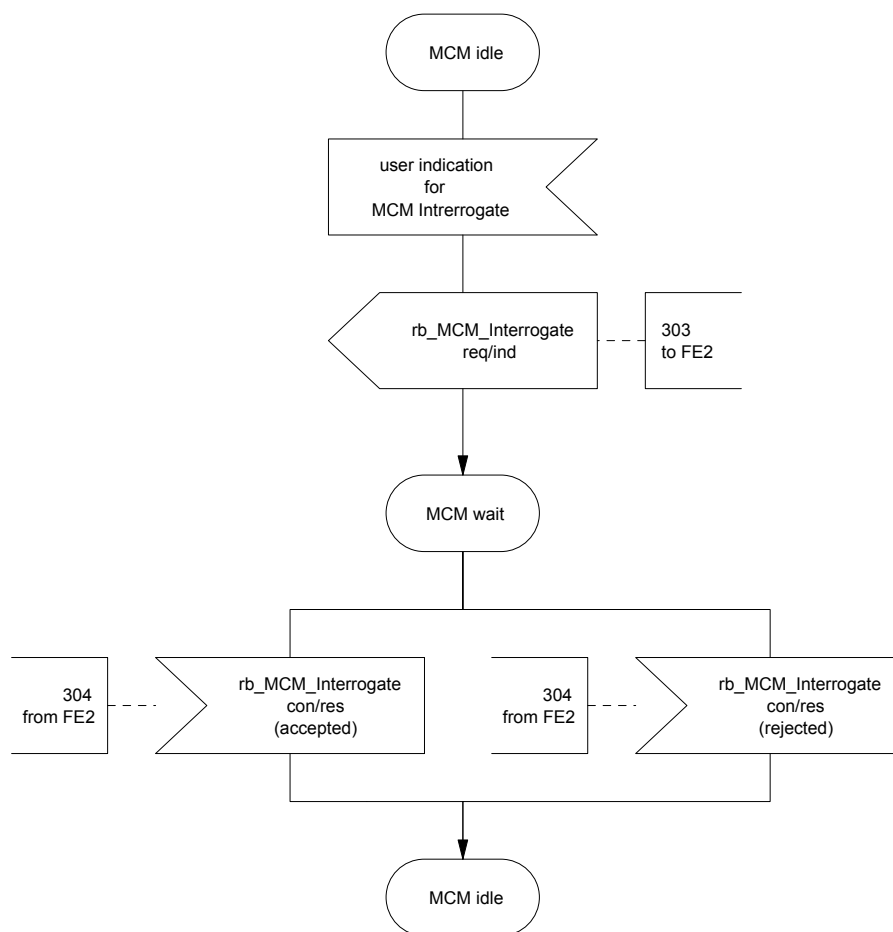 MCM idle
user indication
for
MCM Intrerrogate
rb_MCM_Interrogate
req/ind
303
to FE2
MCM wait
304
from FE2
rb_MCM_Interrogate
con/res
(accepted)
304
from FE2
rb_MCM_Interrogate
con/res
(rejected)
MCM idle